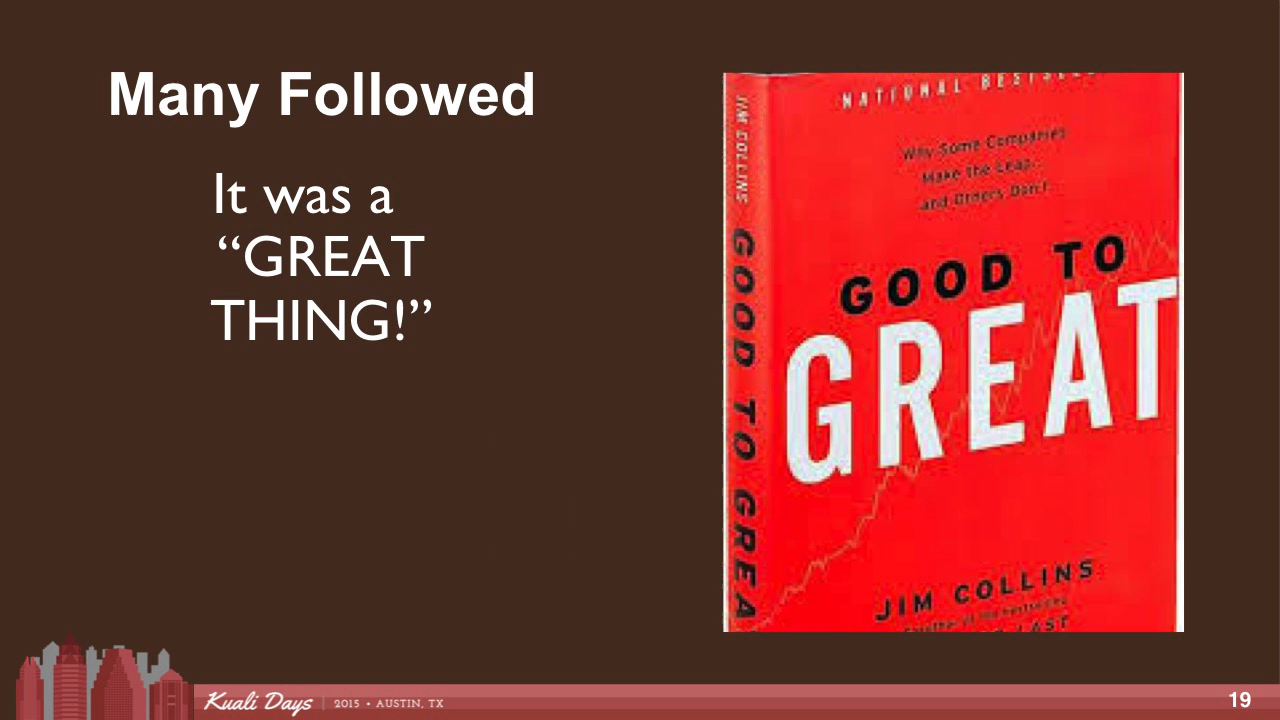 Many Followed
It was a
“GREAT
THING!”
NATIONAL
Why Some Companies
Make the Leap...
and Others Don't
GOOD TO
GREAT
JIM COLLINS
LAST
JIM COLLINS GOOD TO GREA
Kuali Days | 2015 • AUSTIN, TX
19